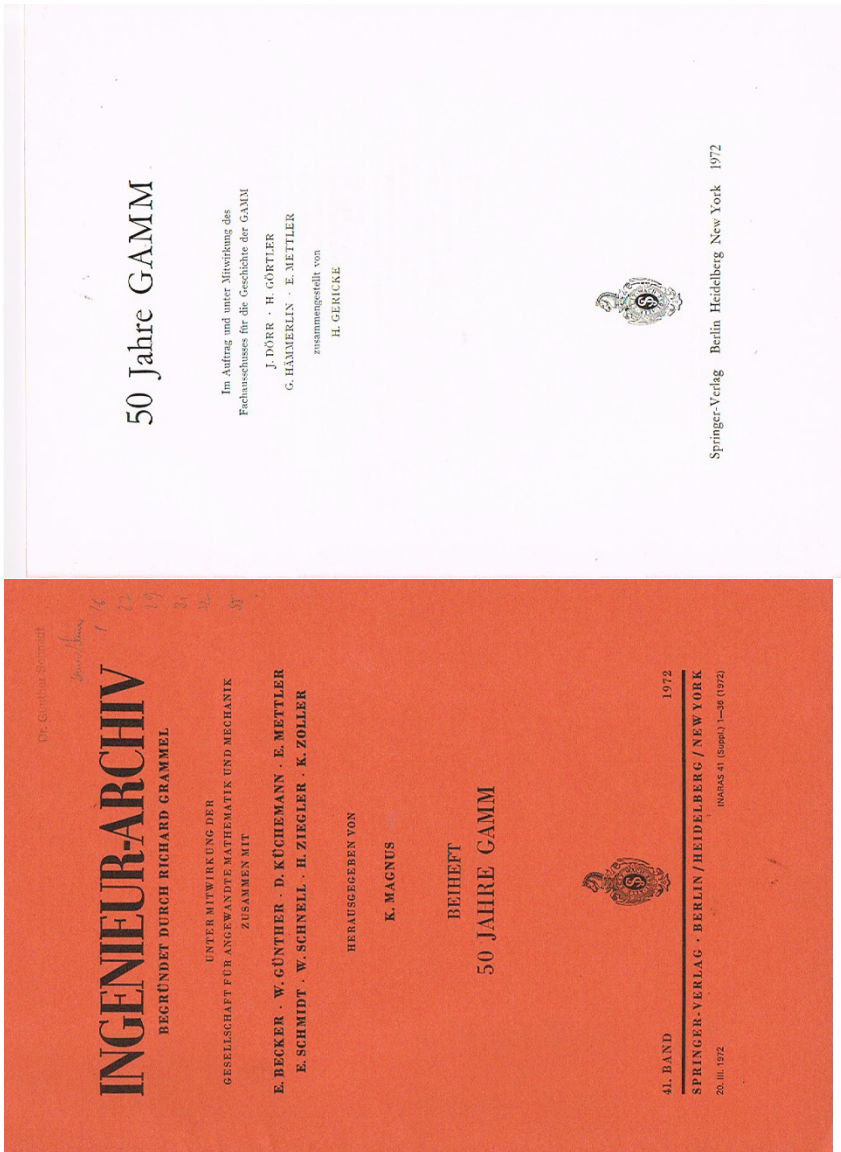 50 Jahre GAMM
Im Auftrag und unter Mitwirkung des
Fachausschusses für die Geschichte der GAMM
J. DÖRR · H. GÖRTLER
G. HÄMMERLIN · E. METTLER
zusammengestellt von
H. GERICKE
Springer-Verlag Berlin Heidelberg New York 1972
Dr. Günther Schmidt
INGENIEUR-ARCHIV
BEGRÜNDET DURCH RICHARD GRAMMEL
UNTER MITWIRKUNG DER
GESELLSCHAFT FÜR ANGEWANDTE MATHEMATIK UND MECHANIK
ZUSAMMEN MIT
E. BECKER · W. GÜNTHER · D. KÜCHEMANN · E. METTLER
E. SCHMIDT · W. SCHNELL · H. ZIEGLER · K. ZOLLER
HERAUSGEGEBEN VON
K. MAGNUS
BEIHEFT
50 JAHRE GAMM
41. BAND 1972
SPRINGER-VERLAG · BERLIN / HEIDELBERG / NEW YORK
20. III. 1972 INARAS 41 (Suppl.) 1—36 (1972)